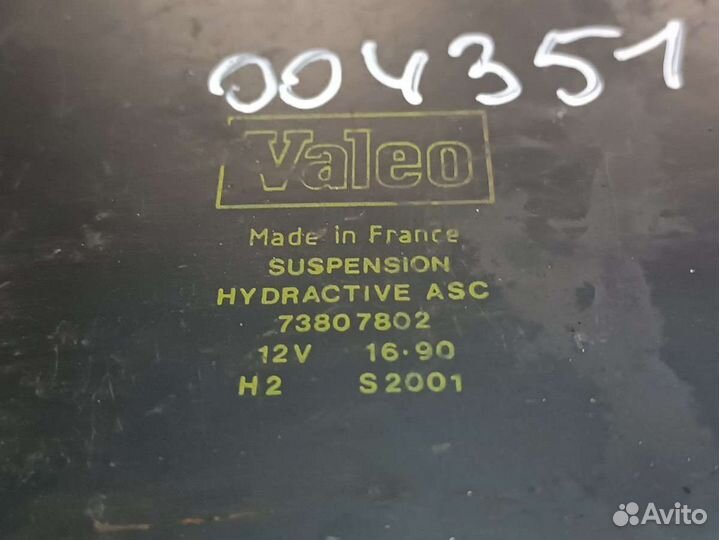 004351
Valeo
Made in France
SUSPENSION
HYDRACTIVE ASC
73807802
12V 16·90
H2 S2001
Avito